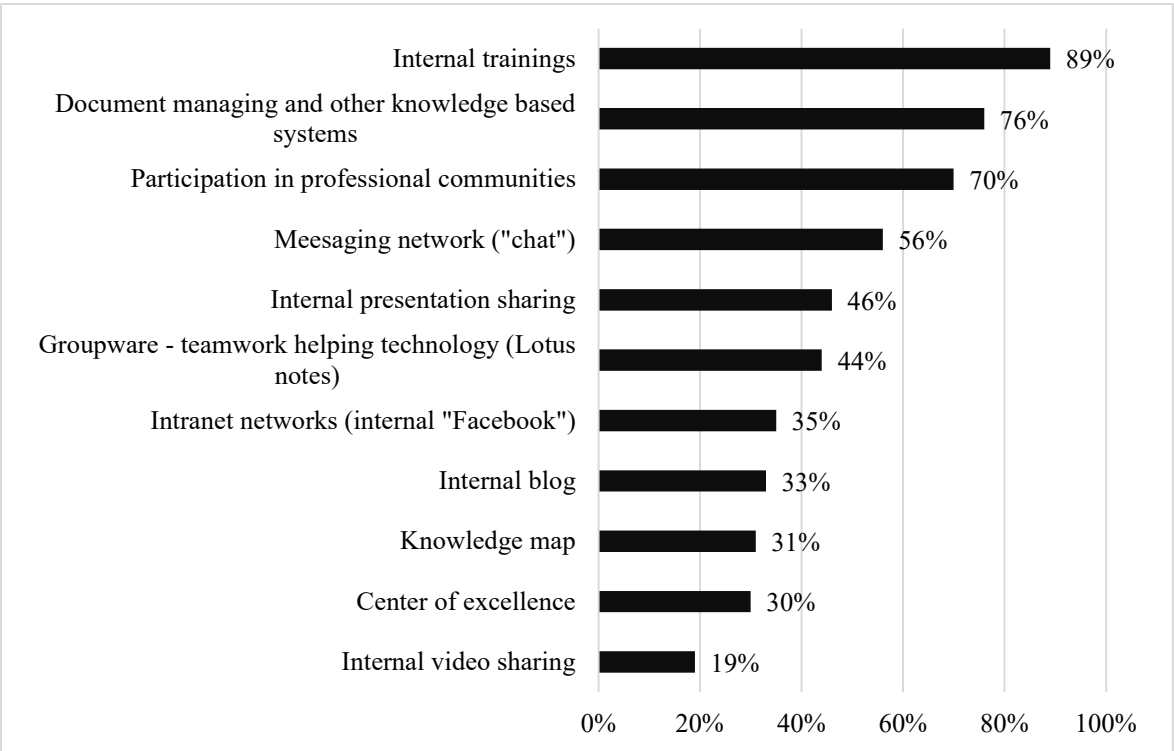 Internal trainings
89%
Document managing and other knowledge based
systems
76%
Participation in professional communities
70%
Meesaging network ("chat")
56%
Internal presentation sharing
46%
Groupware - teamwork helping technology (Lotus
notes)
44%
Intranet networks (internal "Facebook")
35%
Internal blog
33%
Knowledge map
31%
Center of excellence
30%
Internal video sharing
19%
0% 20% 40% 60% 80% 100%